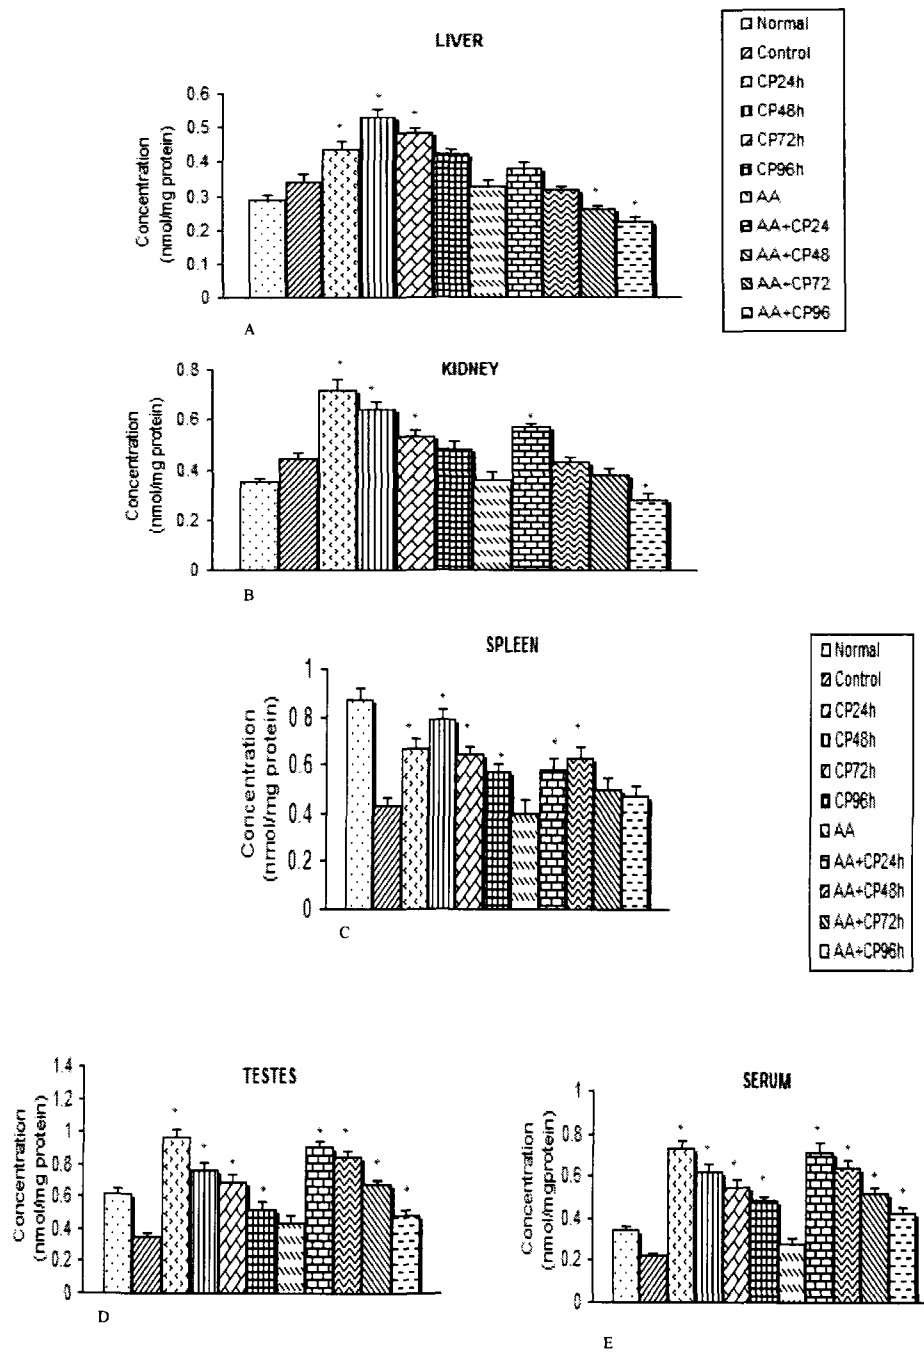 LIVER
Concentration
(nmol/mg protein)
0.6
0.5
0.4
0.3
0.2
0.1
0
* * * * *
A
Normal
Control
CP24h
CP48h
CP72h
CP96h
AA
AA+CP24
AA+CP48
AA+CP72
AA+CP96
KIDNEY
Concentration
(nmol/mg protein)
0.8
0.6
0.4
0.2
0
* * * * *
B
SPLEEN
Concentration
(nmol/mg protein)
1
0.8
0.6
0.4
0.2
0
* * * * * *
C
Normal
Control
CP24h
CP48h
CP72h
CP96h
AA
AA+CP24h
AA+CP48h
AA+CP72h
AA+CP96h
TESTES
Concentration
(nmol/mg protein)
1.4
1.2
1
0.8
0.6
0.4
0.2
0
* * * * * * * *
D
SERUM
Concentration
(nmol/mgprotein)
1
0.8
0.6
0.4
0.2
0
* * * * * * * *
E